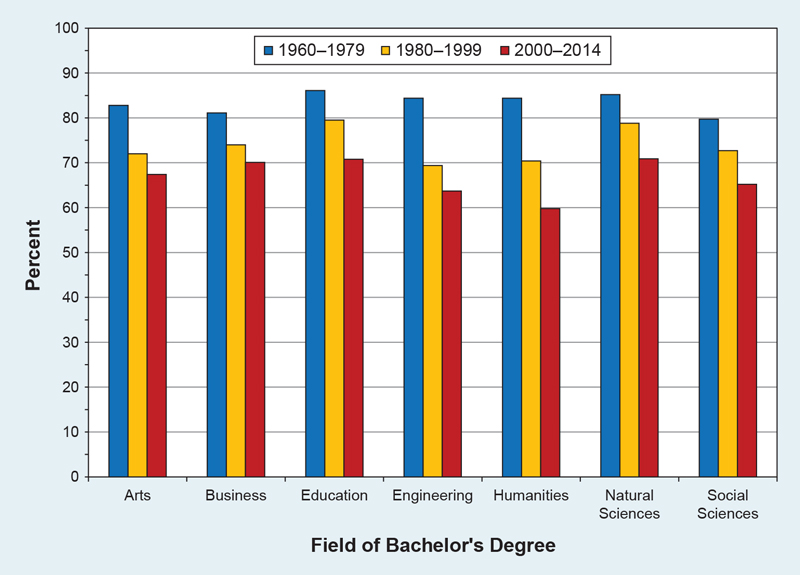 100
90
80
70
60
50
40
30
20
10
0
Percent
1960–1979 1980–1999 2000–2014
Arts Business Education Engineering Humanities Natural Social
Sciences Sciences
Field of Bachelor's Degree